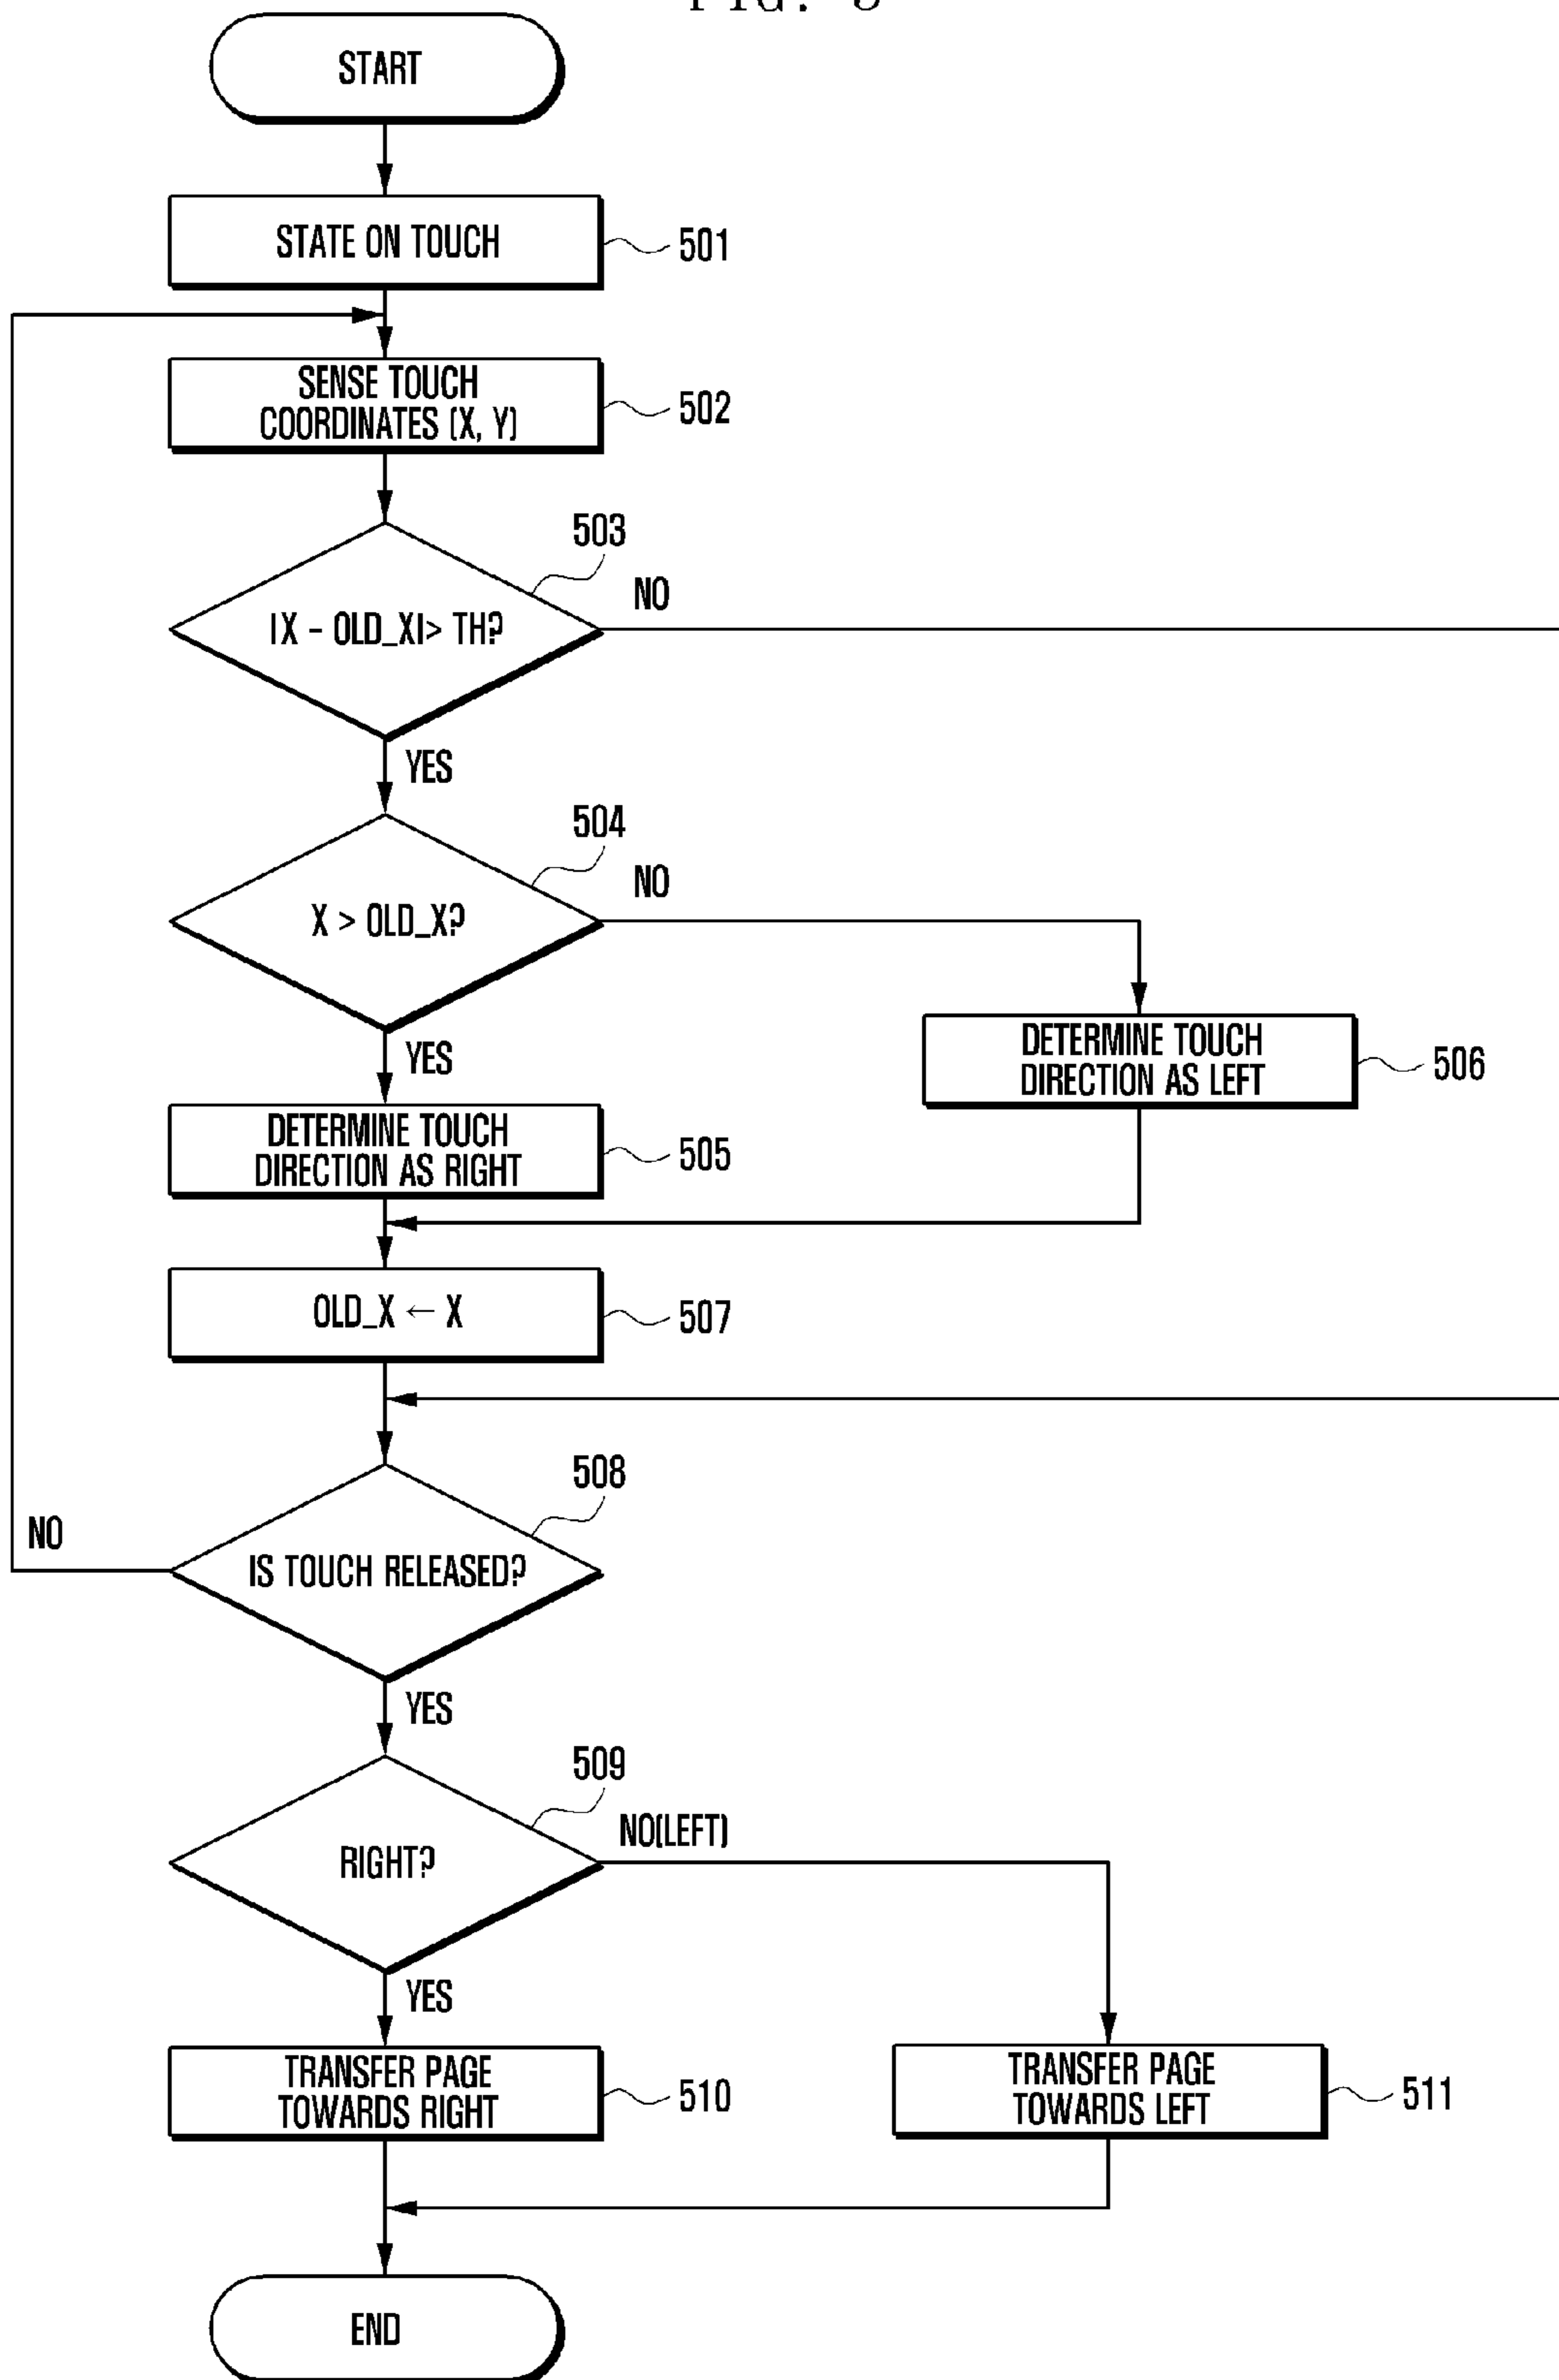 START
STATE ON TOUCH
501
SENSE TOUCH
COORDINATES (X, Y)
502
503
|X - OLD_X|> TH?
NO
YES
504
X > OLD_X?
NO
YES
DETERMINE TOUCH
DIRECTION AS LEFT
506
DETERMINE TOUCH
DIRECTION AS RIGHT
505
OLD_X ← X
507
508
NO
IS TOUCH RELEASED?
YES
509
RIGHT?
NO(LEFT)
YES
TRANSFER PAGE
TOWARDS RIGHT
510
TRANSFER PAGE
TOWARDS LEFT
511
END